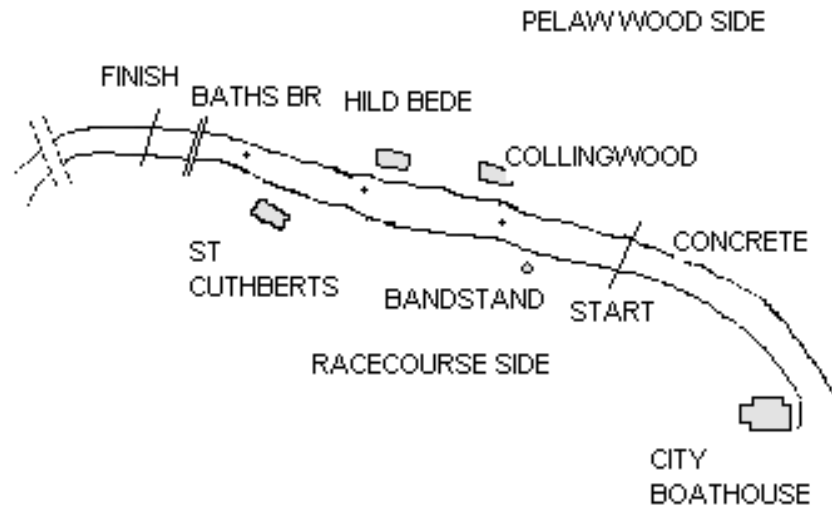 PELAW WOOD SIDE
FINISH
BATHS BR
HILD BEDE
COLLINGWOOD
CONCRETE
ST
CUTHBERTS
BANDSTAND
START
RACECOURSE SIDE
CITY
BOATHOUSE